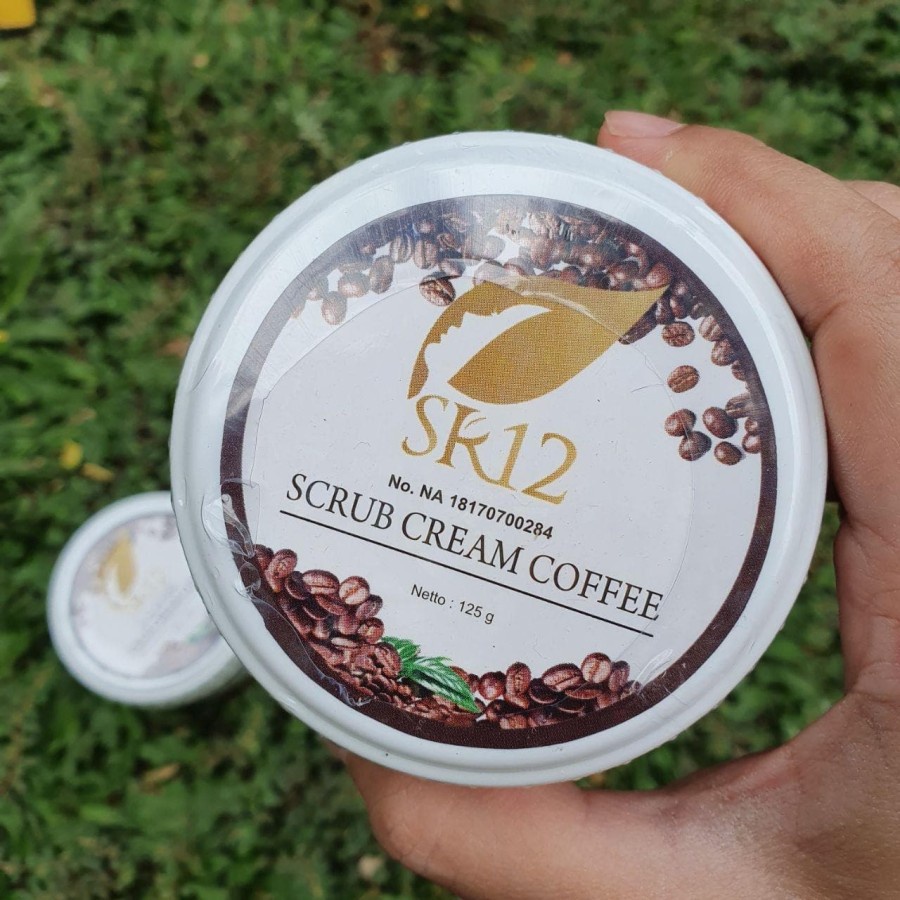 SK12
No. NA 18170700284
SCRUB CREAM COFFEE
Netto : 125 g